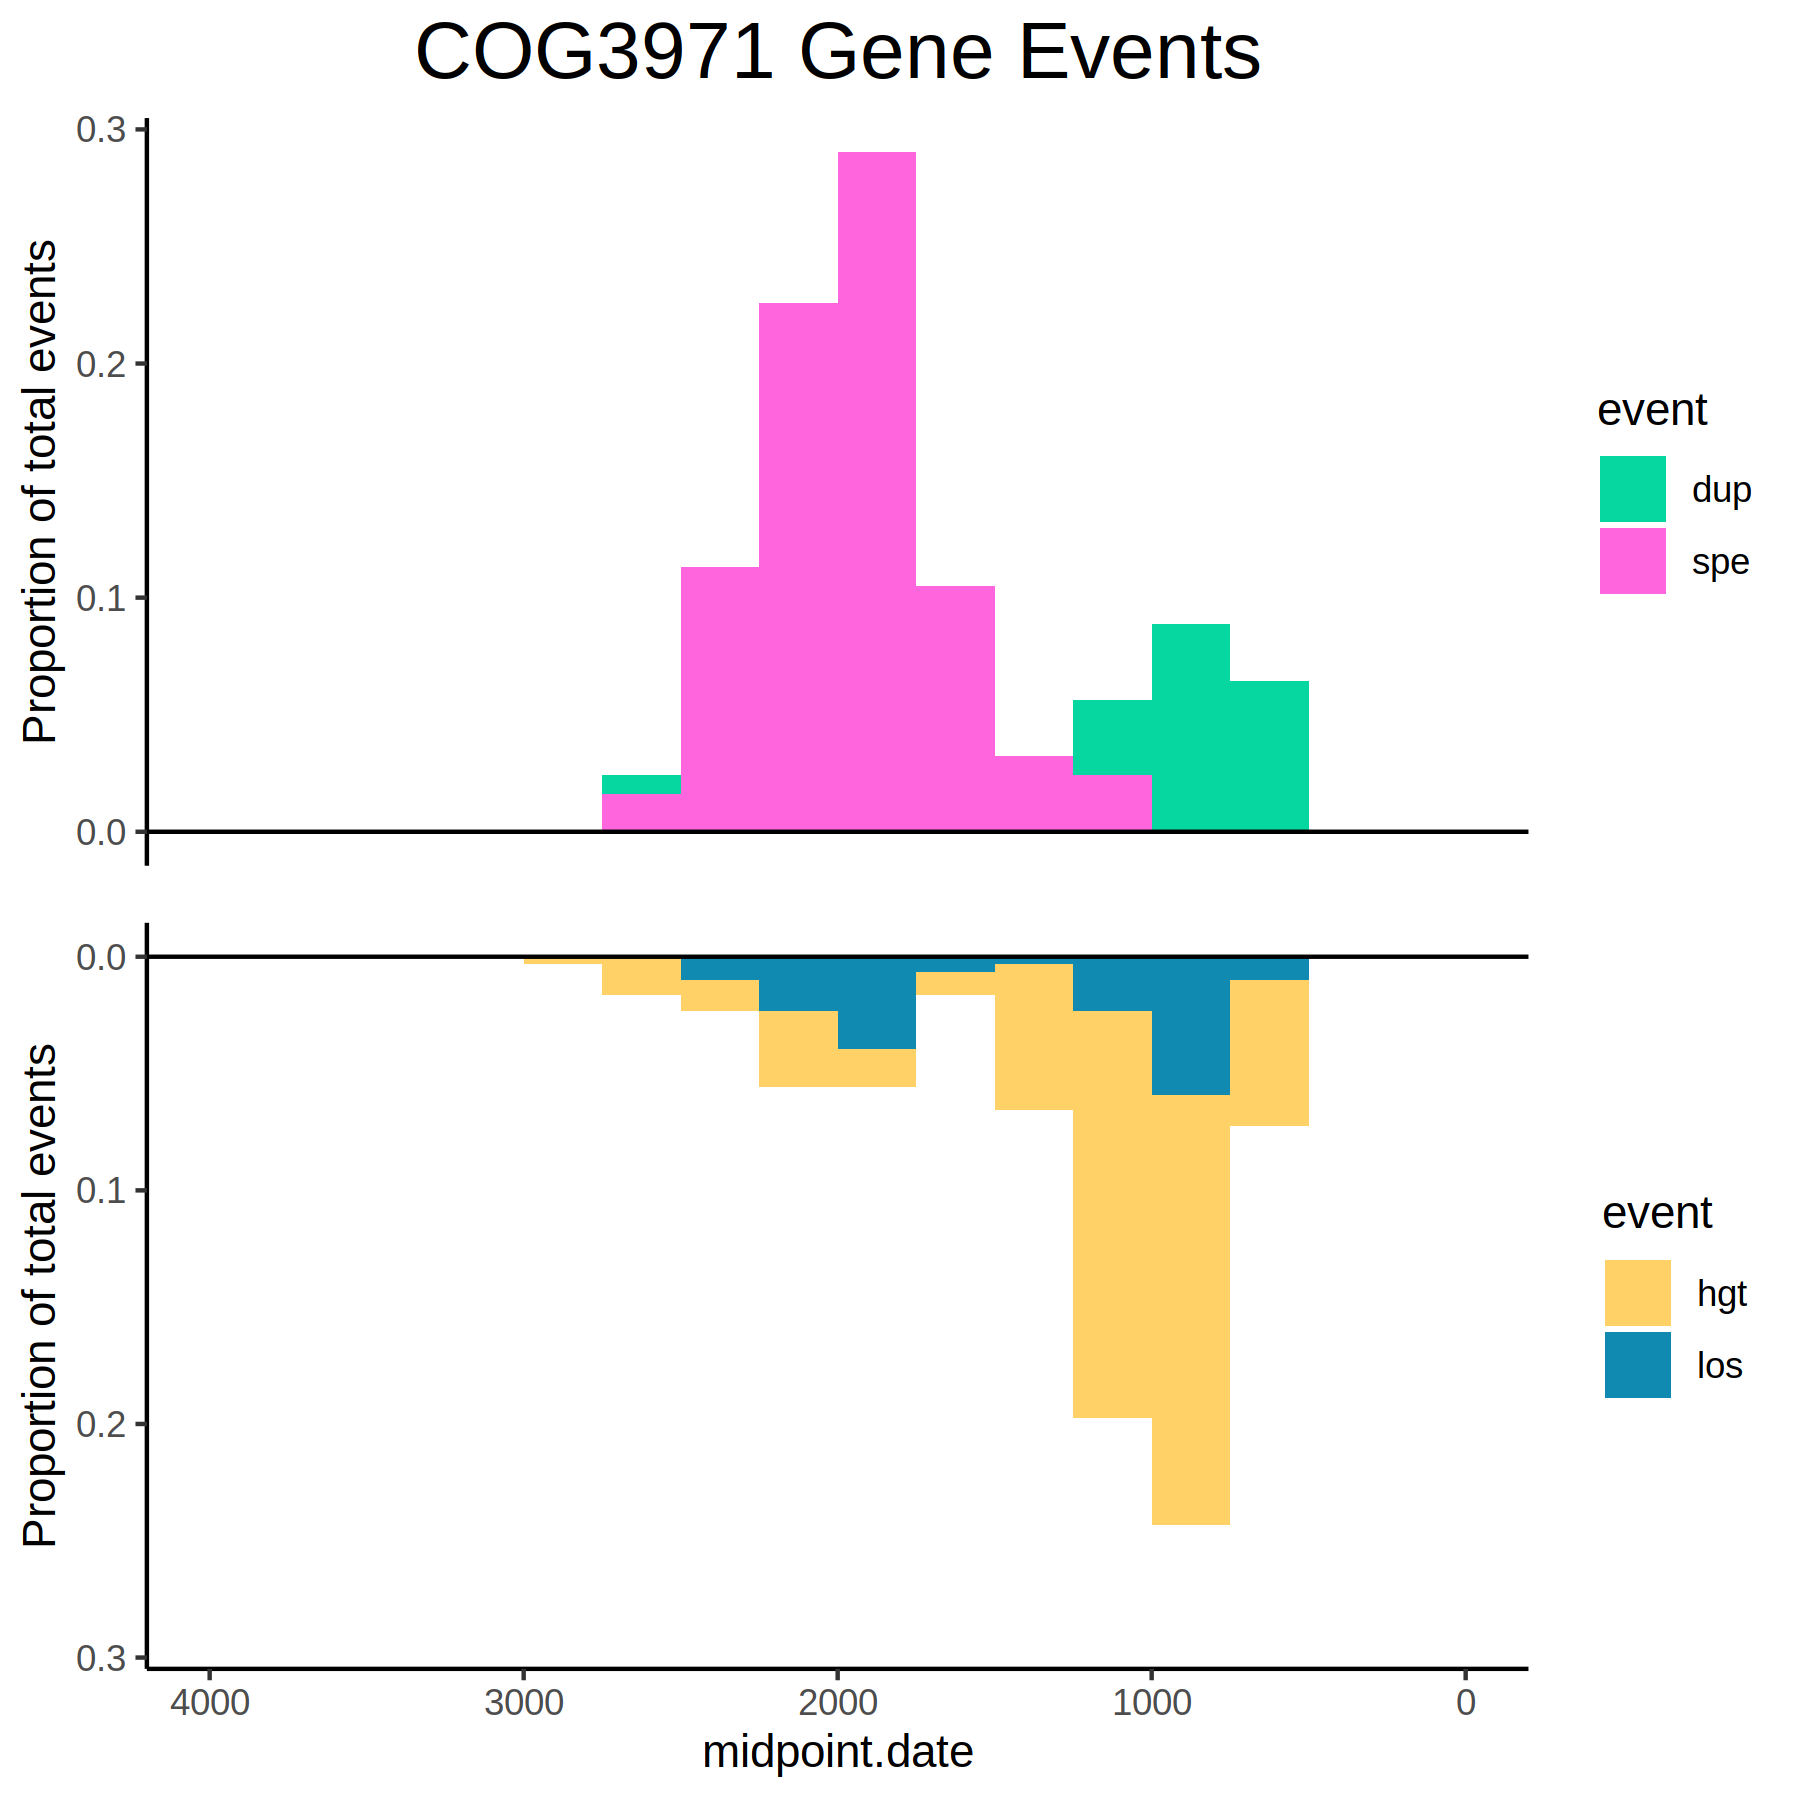 COG3971 Gene Events
0.3
0.2
0.1
0.0
Proportion of total events
event
dup
spe
0.0
0.1
0.2
0.3
Proportion of total events
event
hgt
los
4000 3000 2000 1000 0
midpoint.date